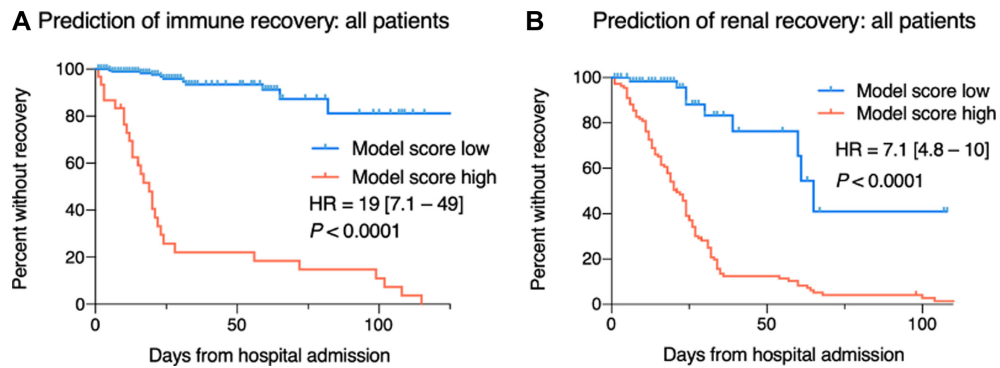 A Prediction of immune recovery: all patients
Percent without recovery
100
80
60
40
20
0
0 50 100
Days from hospital admission
Model score low
Model score high
HR = 19 [7.1 – 49]
P < 0.0001
B Prediction of renal recovery: all patients
Percent without recovery
100
80
60
40
20
0
0 50 100
Days from hospital admission
Model score low
Model score high
HR = 7.1 [4.8 – 10]
P < 0.0001